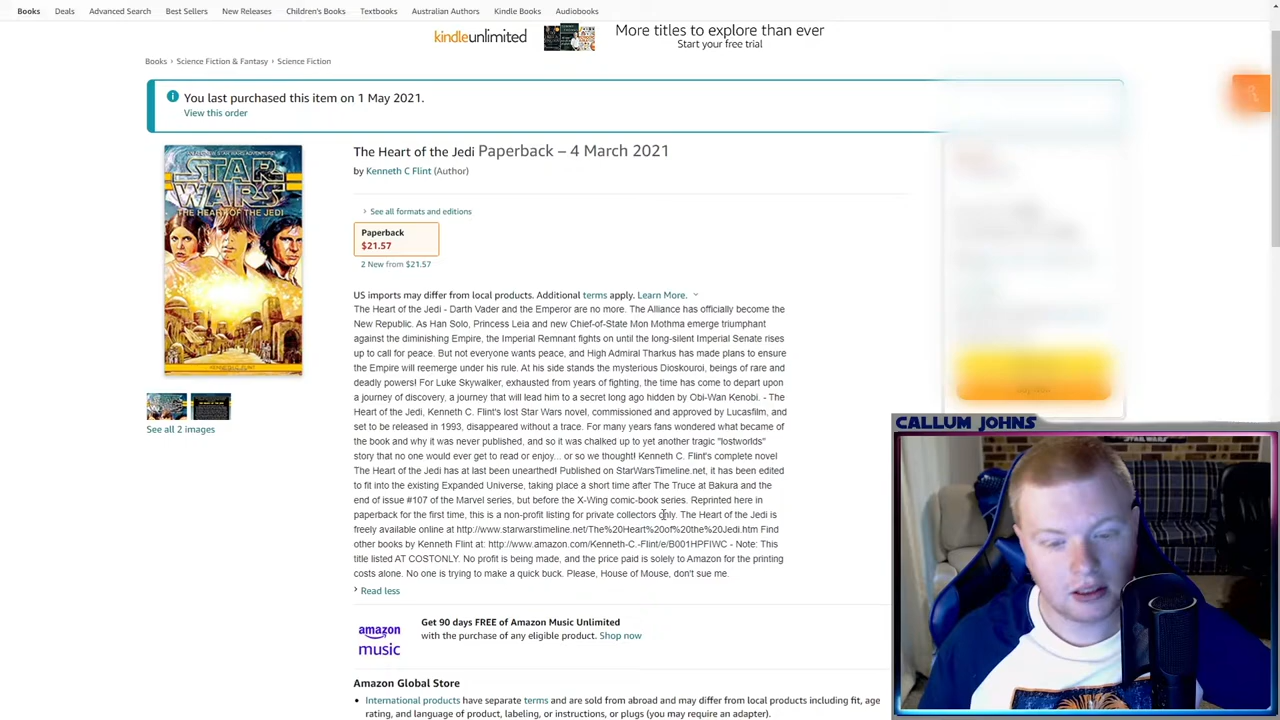 Books Deals Advanced Search Best Sellers New Releases Children's Books Textbooks Australian Authors Kindle Books Audiobooks
kindleunlimited
More titles to explore than ever
Start your free trial
Books › Science Fiction & Fantasy › Science Fiction
You last purchased this item on 1 May 2021.
View this order
STAR WARS
THE HEART OF THE JEDI
The Heart of the Jedi Paperback – 4 March 2021
by Kenneth C Flint (Author)
› See all formats and editions
Paperback
$21.57
2 New from $21.57
See all 2 images
US imports may differ from local products. Additional terms apply. Learn More.
The Heart of the Jedi - Darth Vader and the Emperor are no more. The Alliance has officially become the
New Republic. As Han Solo, Princess Leia and new Chief-of-State Mon Mothma emerge triumphant
against the diminishing Empire, the Imperial Remnant fights on until the long-silent Imperial Senate rises
up to call for peace. But not everyone wants peace, and High Admiral Tharkus has made plans to ensure
the Empire will reemerge under his rule. At his side stands the mysterious Dioskouroi, beings of rare and
deadly powers! For Luke Skywalker, exhausted from years of fighting, the time has come to depart upon
a journey of discovery, a journey that will lead him to a secret long ago hidden by Obi-Wan Kenobi. - The
Heart of the Jedi, Kenneth C. Flint's lost Star Wars novel, commissioned and approved by Lucasfilm, and
set to be released in 1993, disappeared without a trace. For many years fans wondered what became of
the book and why it was never published, and so it was chalked up to yet another tragic "lostworlds"
story that no one would ever get to read or enjoy... or so we thought! Kenneth C. Flint's complete novel
The Heart of the Jedi has at last been unearthed! Published on StarWarsTimeline.net, it has been edited
to fit into the existing Expanded Universe, taking place a short time after The Truce at Bakura and the
end of issue #107 of the Marvel series, but before the X-Wing comic-book series. Reprinted here in
paperback for the first time, this is a non-profit listing for private collectors only. The Heart of the Jedi is
freely available online at http://www.starwarstimeline.net/The%20Heart%20of%20the%20Jedi.htm Find
other books by Kenneth Flint at: http://www.amazon.com/Kenneth-C.-Flint/e/B001HPFIWC - Note: This
title listed AT COSTONLY. No profit is being made, and the price paid is solely to Amazon for the printing
costs alone. No one is trying to make a quick buck. Please, House of Mouse, don't sue me.
› Read less
amazon music
Get 90 days FREE of Amazon Music Unlimited
with the purchase of any eligible product. Shop now
Amazon Global Store
• International products have separate terms and are sold from abroad and may differ from local products including fit, age
rating, and language of product, labeling, or instructions, or plugs (you may require an adapter).
CALLUM JOHNS